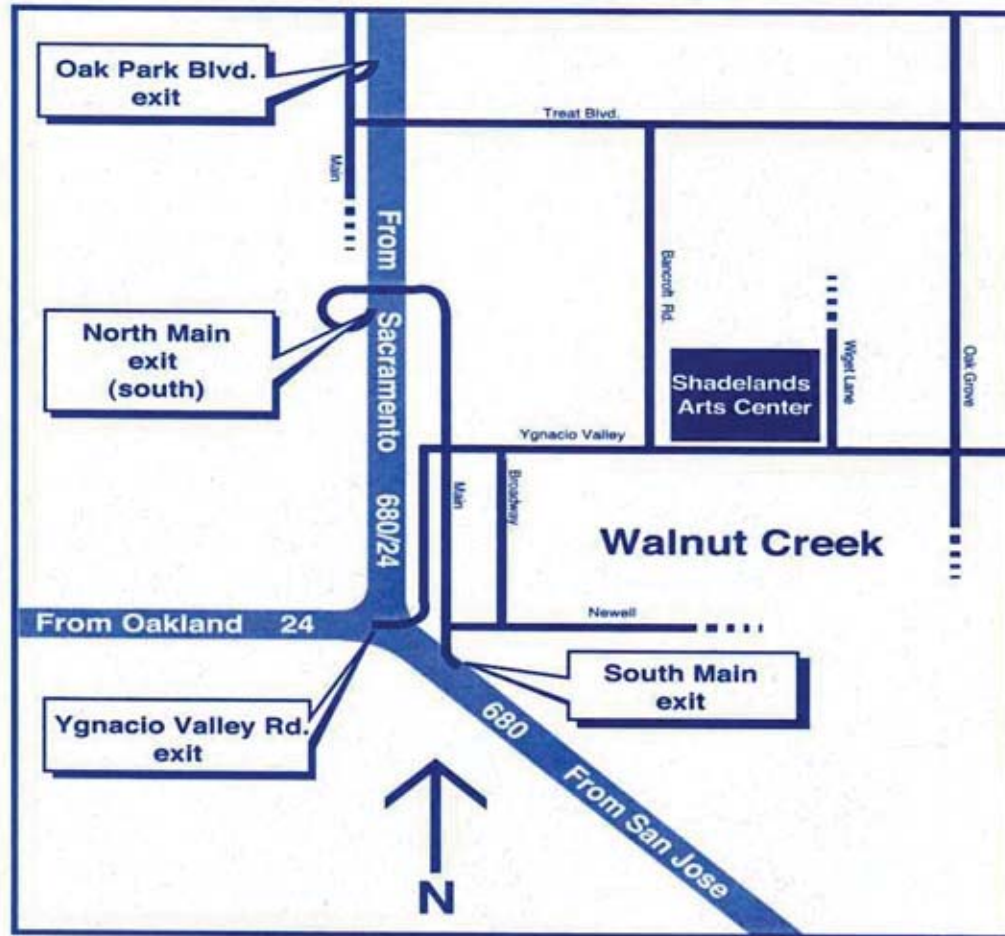 Oak Park Blvd.
exit
Treat Blvd.
Main
From Sacramento 680/24
Bancroft Rd.
North Main
exit
(south)
Shadelands
Arts Center
Wiget Lane
Oak Grove
Ygnacio Valley
Main
Broadway
Walnut Creek
From Oakland 24
Newell
South Main
exit
Ygnacio Valley Rd.
exit
680 From San Jose
N